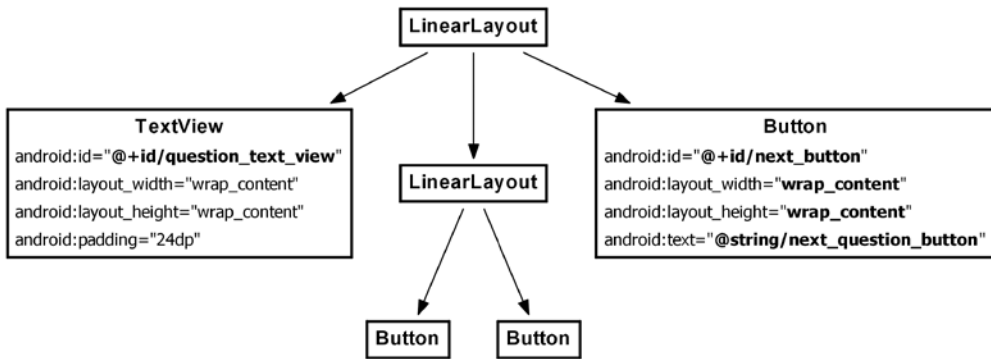 LinearLayout
TextView
android:id="@+id/question_text_view"
android:layout_width="wrap_content"
android:layout_height="wrap_content"
android:padding="24dp"
LinearLayout
Button
android:id="@+id/next_button"
android:layout_width="wrap_content"
android:layout_height="wrap_content"
android:text="@string/next_question_button"
Button
Button